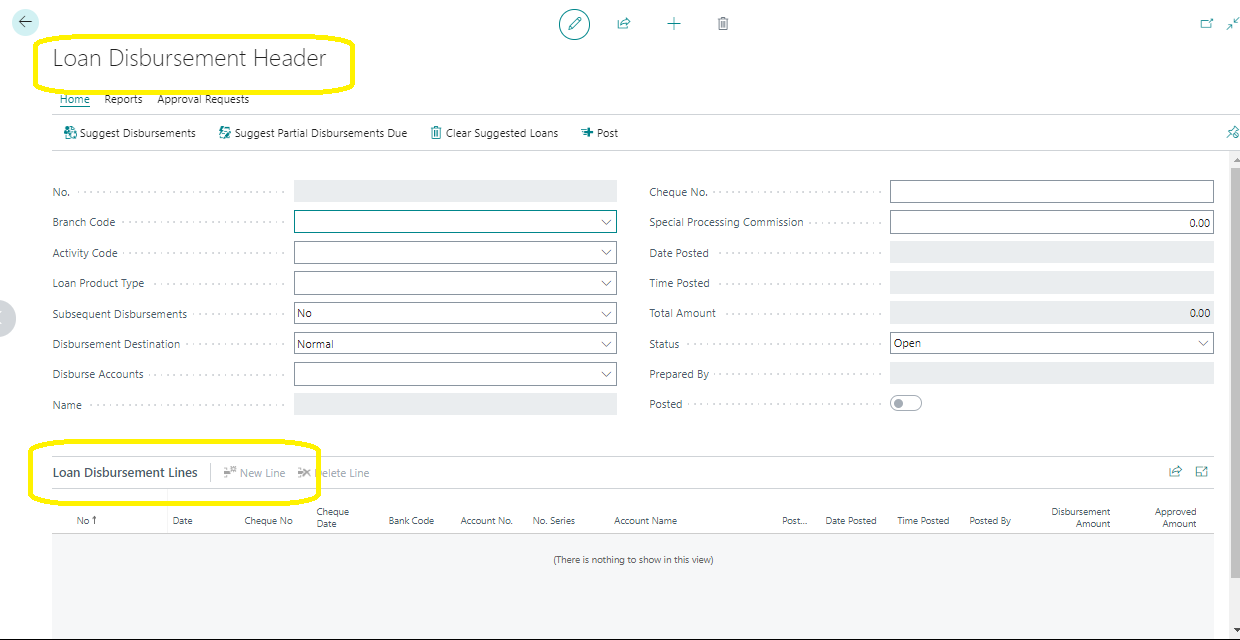 Loan Disbursement Header
Home Reports Approval Requests
Suggest Disbursements Suggest Partial Disbursements Due Clear Suggested Loans Post
No. Cheque No.
Branch Code Special Processing Commission 0.00
Activity Code Date Posted
Loan Product Type Time Posted
Subsequent Disbursements No Total Amount 0.00
Disbursement Destination Normal Status Open
Disburse Accounts Prepared By
Name Posted
Loan Disbursement Lines New Line Delete Line
No ↑ Date Cheque No Cheque Date Bank Code Account No. No. Series Account Name Post... Date Posted Time Posted Posted By Disbursement Amount Approved Amount
(There is nothing to show in this view)